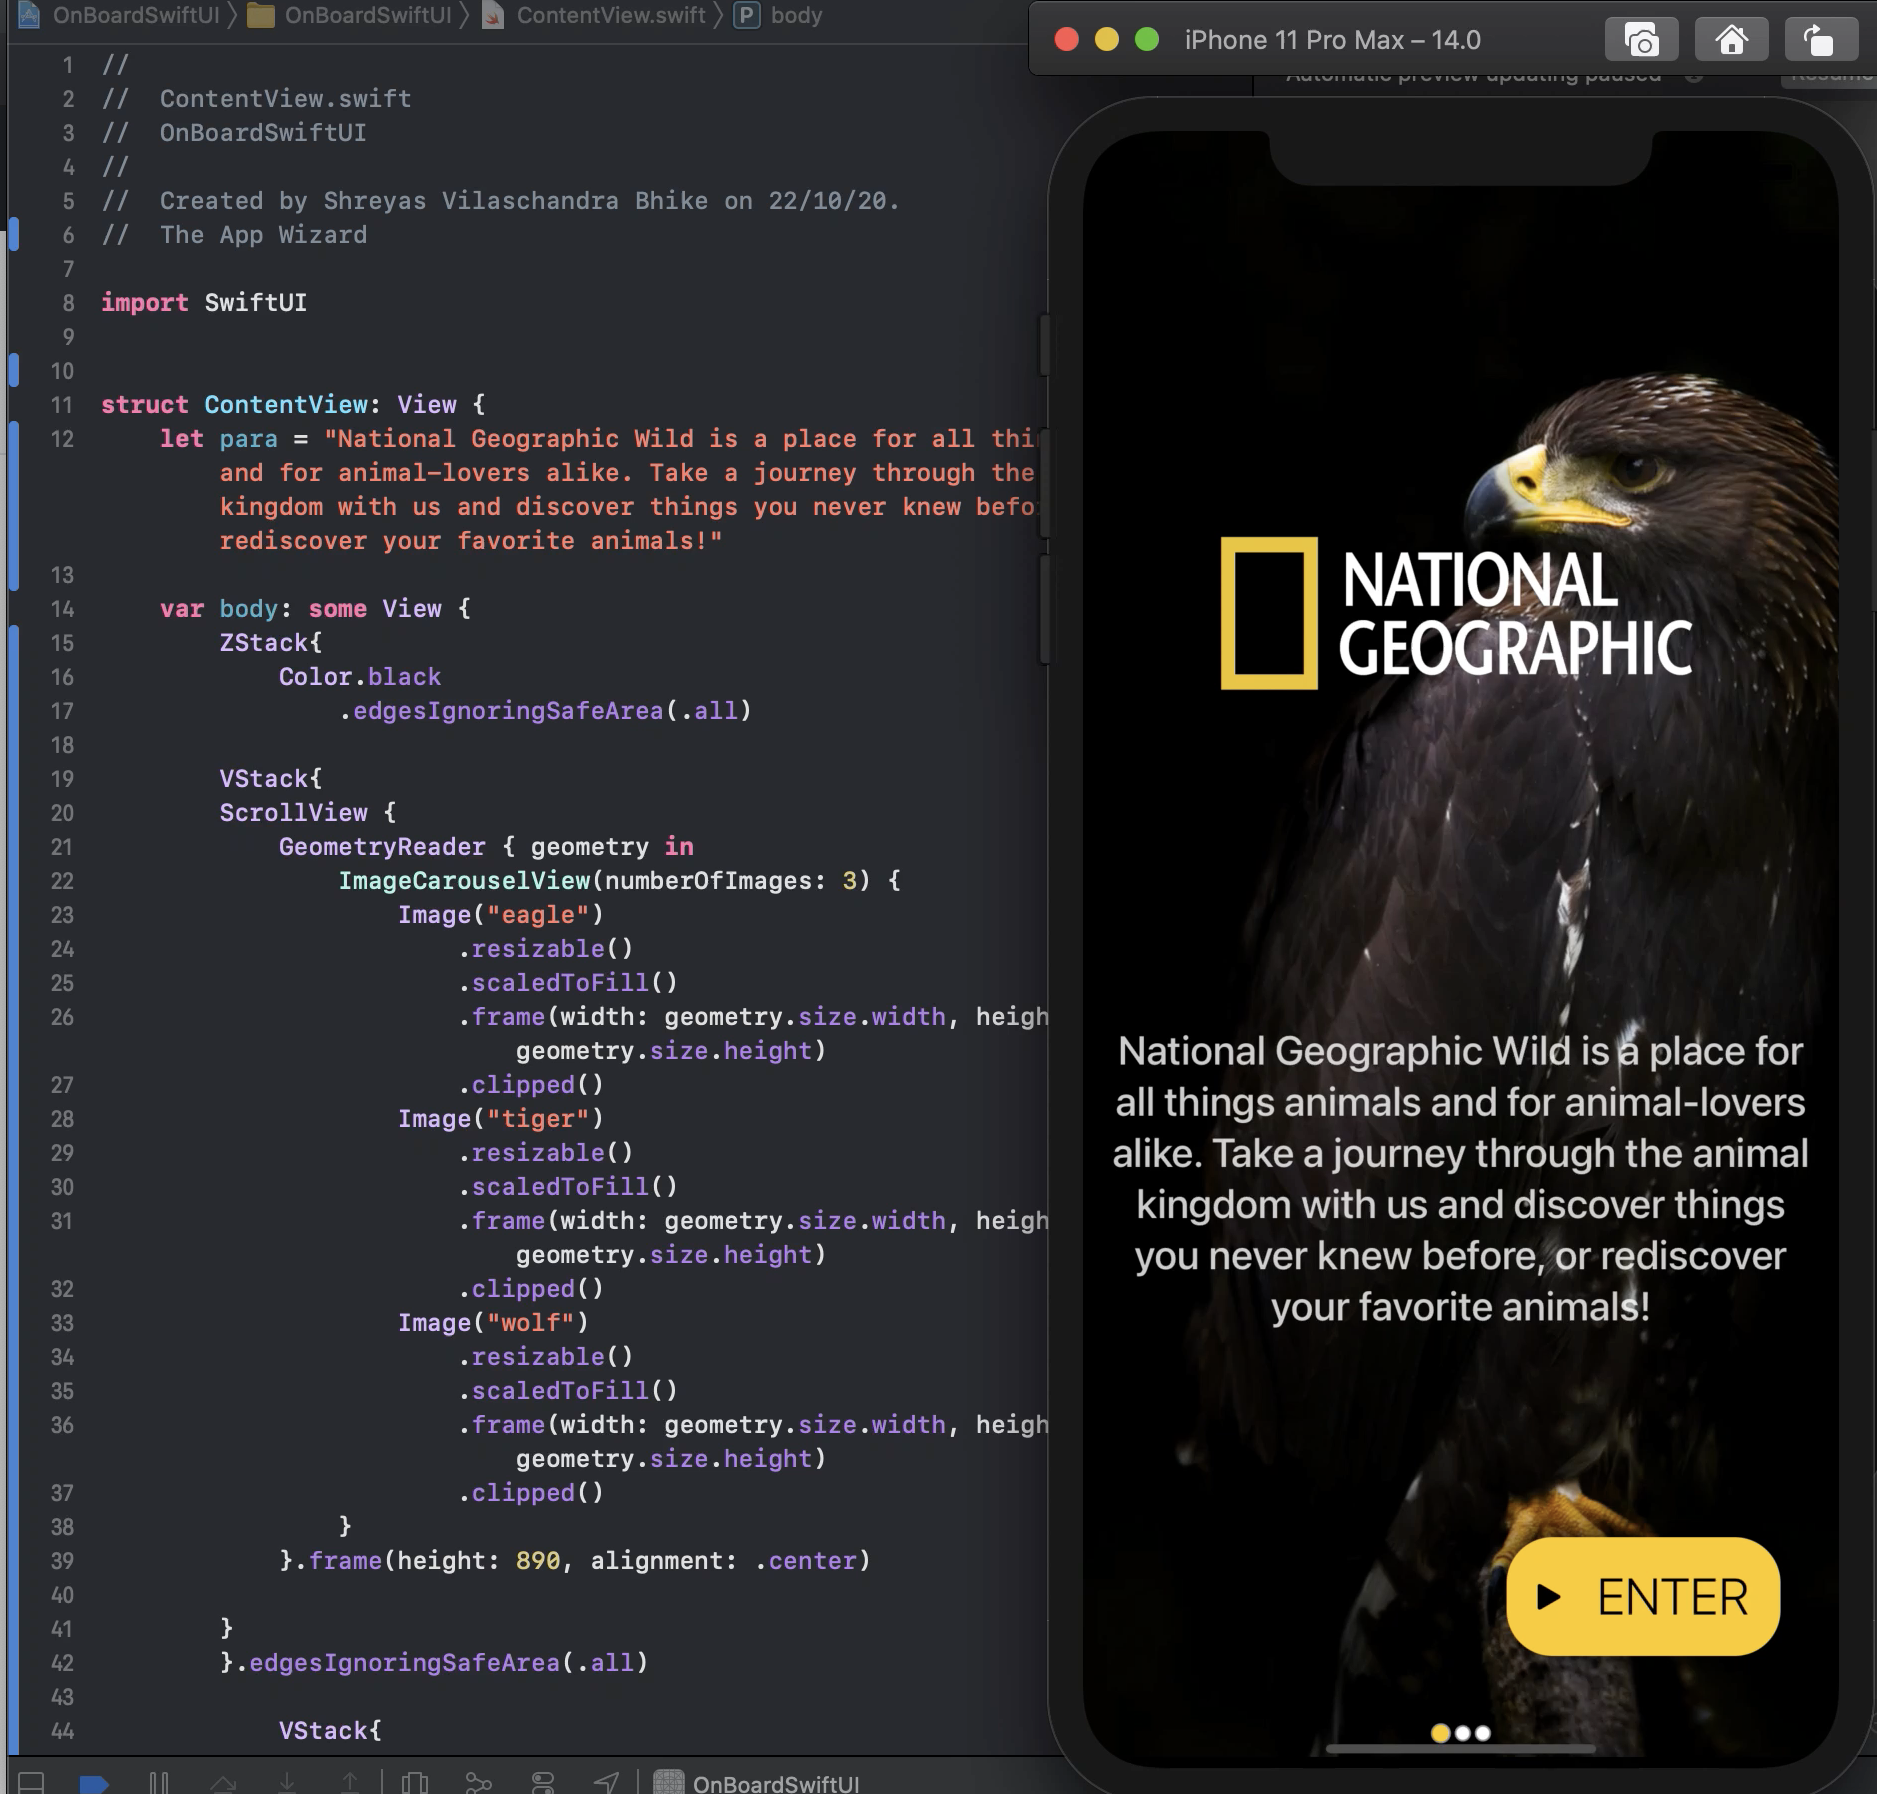 OnBoardSwiftUI 〉 OnBoardSwiftUI 〉 ContentView.swift 〉 P body
1 //
2 //  ContentView.swift
3 //  OnBoardSwiftUI
4 //
5 //  Created by Shreyas Vilaschandra Bhike on 22/10/20.
6 //  The App Wizard
7
8 import SwiftUI
9
10
11 struct ContentView: View {
12     let para = "National Geographic Wild is a place for all
and for animal-lovers alike. Take a journey through the
kingdom with us and discover things you never knew
rediscover your favorite animals!"
13
14     var body: some View {
15         ZStack{
16             Color.black
17                 .edgesIgnoringSafeArea(.all)
18
19         VStack{
20         ScrollView {
21             GeometryReader { geometry in
22                 ImageCarouselView(numberOfImages: 3) {
23                     Image("eagle")
24                         .resizable()
25                         .scaledToFill()
26                         .frame(width: geometry.size.width, heigh
geometry.size.height)
27                         .clipped()
28                     Image("tiger")
29                         .resizable()
30                         .scaledToFill()
31                         .frame(width: geometry.size.width, heigh
geometry.size.height)
32                         .clipped()
33                     Image("wolf")
34                         .resizable()
35                         .scaledToFill()
36                         .frame(width: geometry.size.width, heigh
geometry.size.height)
37                         .clipped()
38                 }
39             }.frame(height: 890, alignment: .center)
40
41         }
42         }.edgesIgnoringSafeArea(.all)
43
44             VStack{
OnBoardSwiftUI
iPhone 11 Pro Max – 14.0
Automatic preview updating paused
Resume
NATIONAL
GEOGRAPHIC
National Geographic Wild is a place for
all things animals and for animal-lovers
alike. Take a journey through the animal
kingdom with us and discover things
you never knew before, or rediscover
your favorite animals!
ENTER